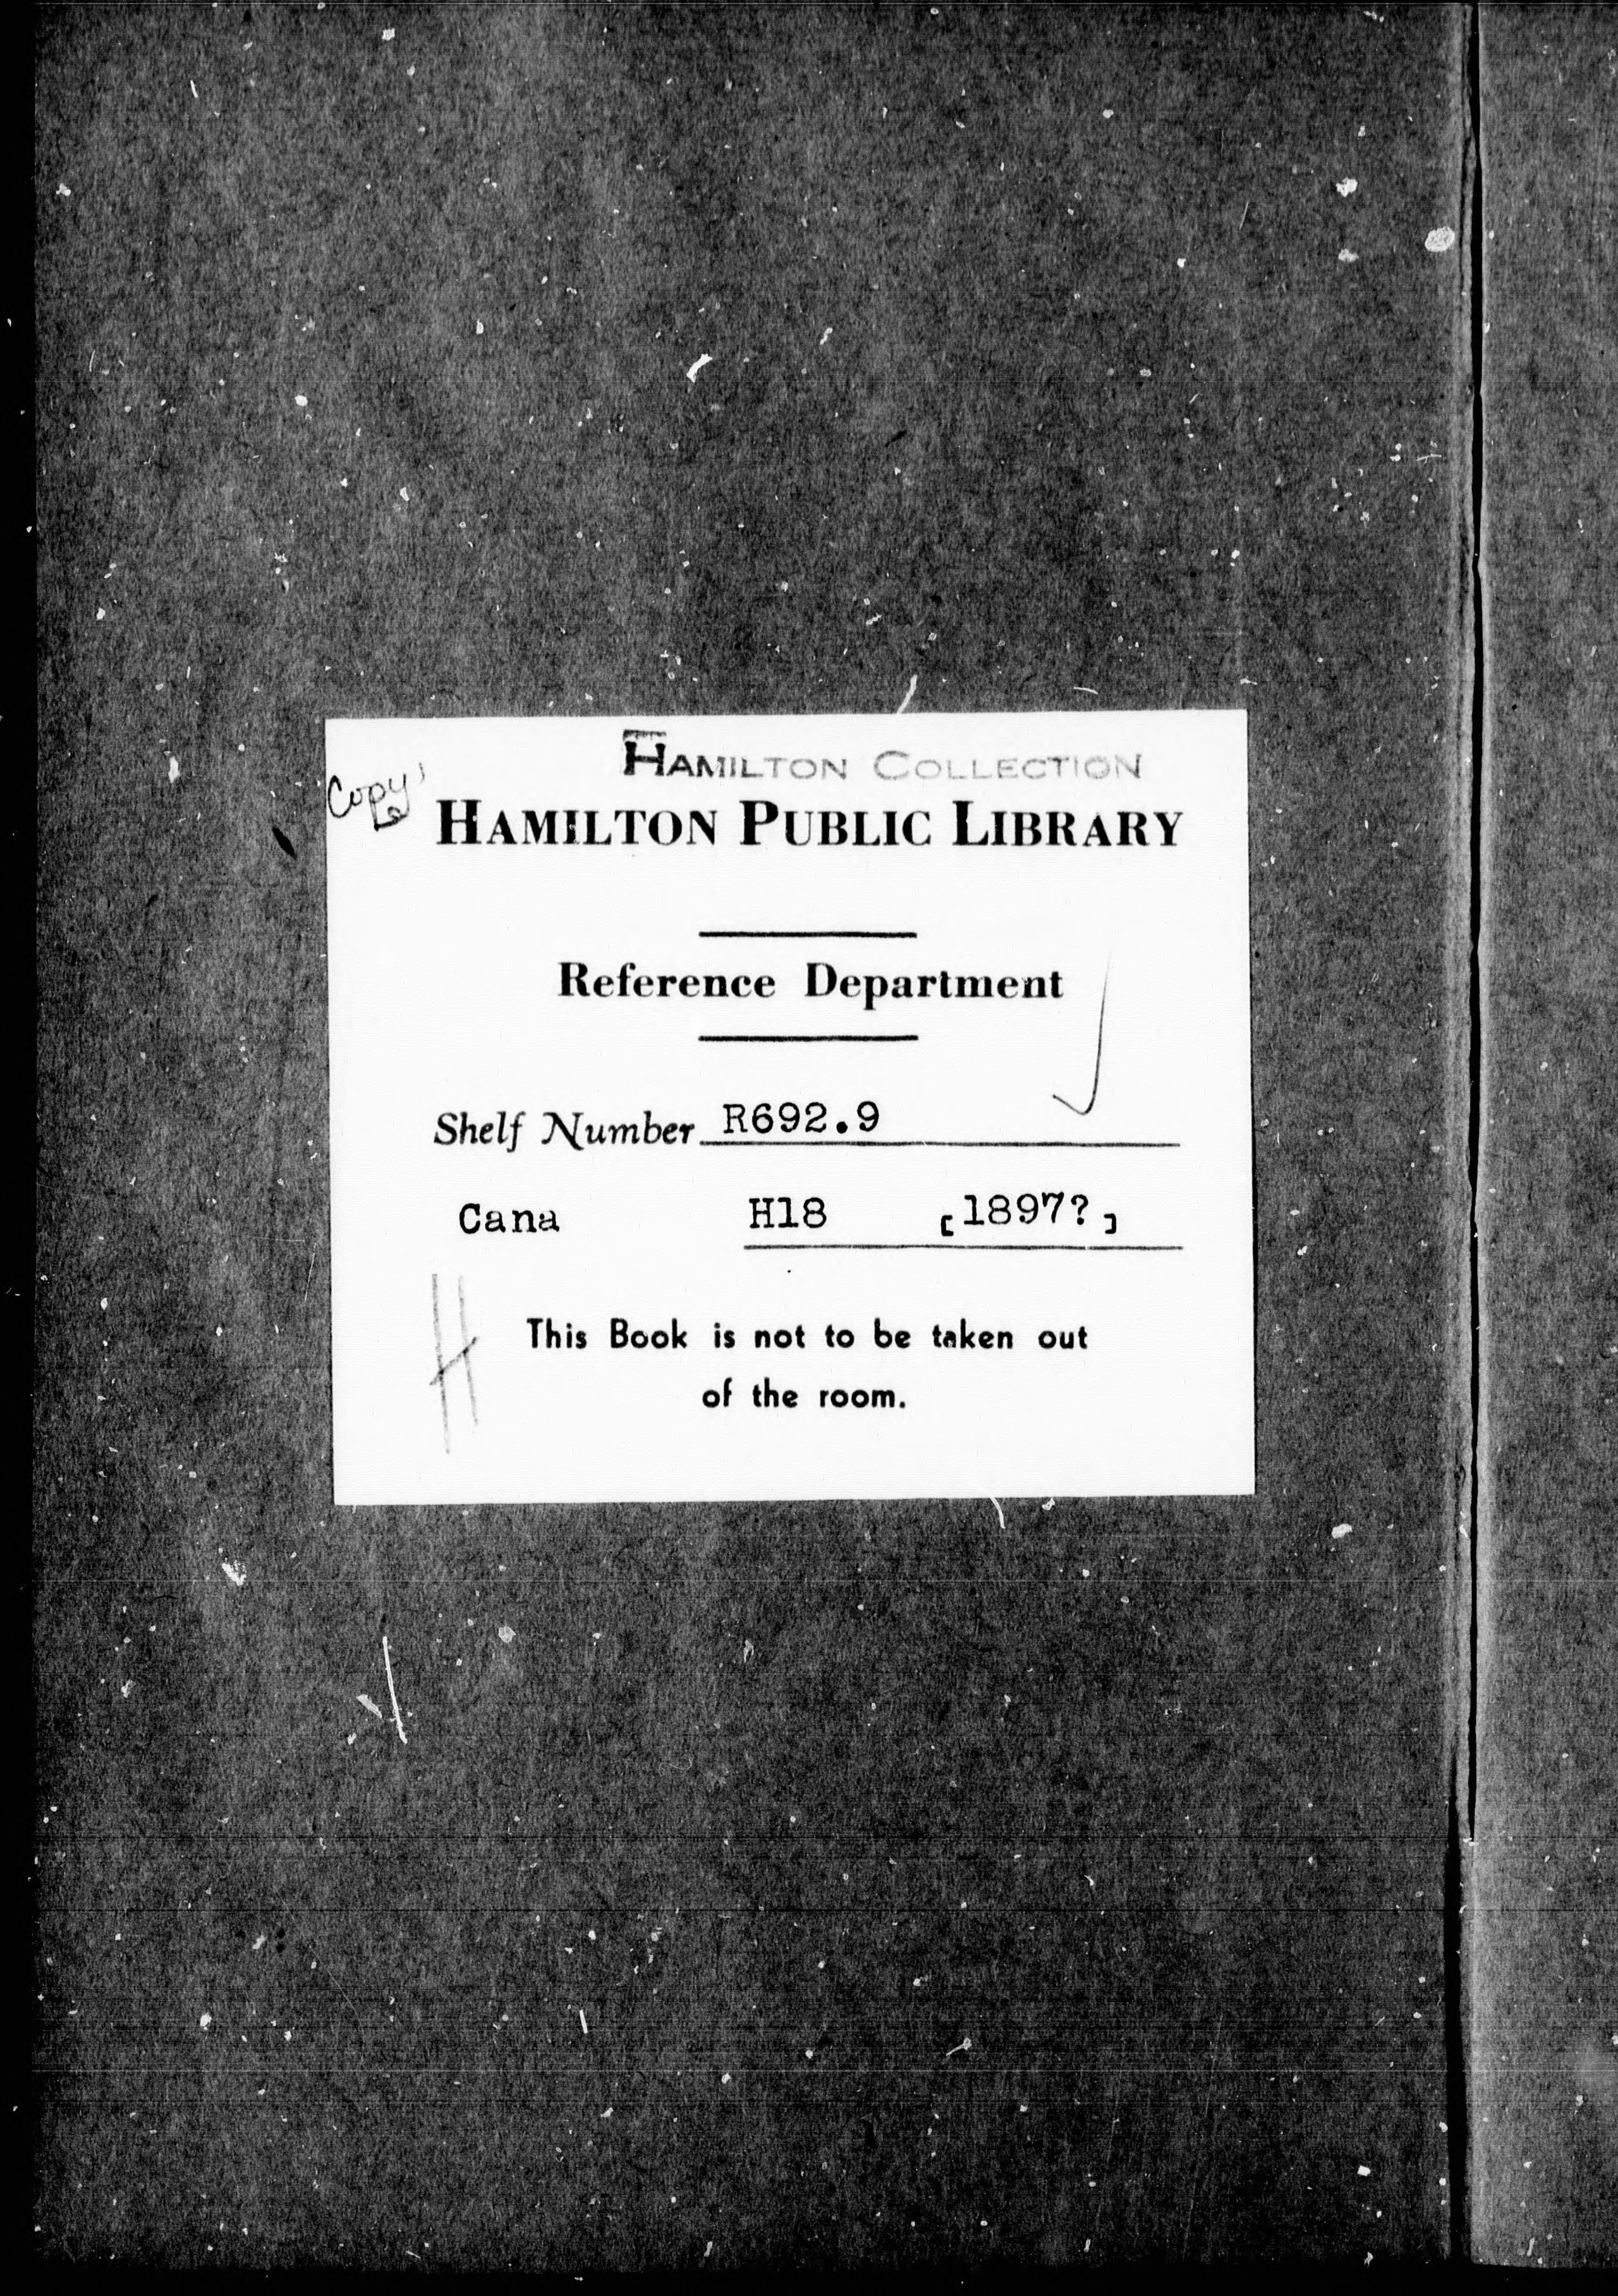 HAMILTON COLLECTION
Copy
HAMILTON PUBLIC LIBRARY
Reference Department
Shelf Number R692.9
Cana H18 [1897?]
H
This Book is not to be taken out
of the room.